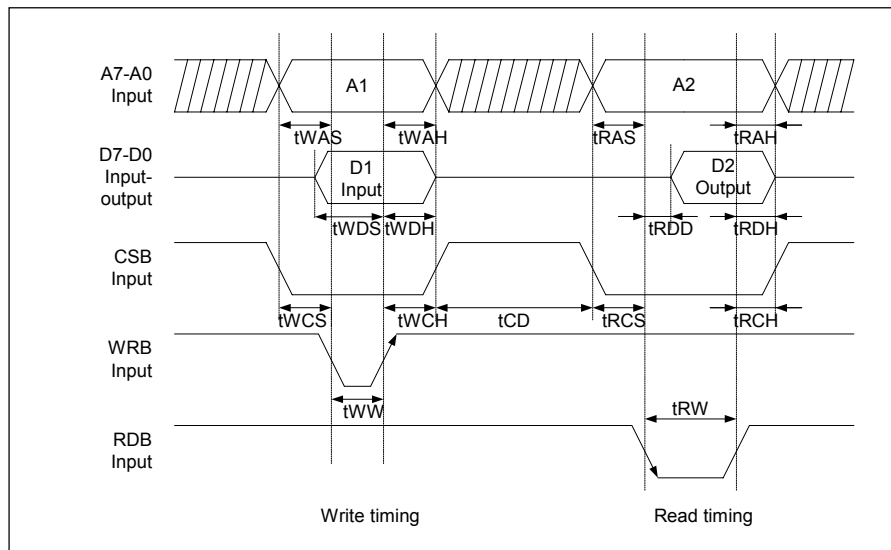 A7-A0
Input
A1
A2
tWAS
tWAH
tRAS
tRAH
D7-D0
Input-
output
D1
Input
D2
Output
tWDS
tWDH
tRDD
tRDH
CSB
Input
tWCS
tWCH
tCD
tRCS
tRCH
WRB
Input
tWW
tRW
RDB
Input
Write timing
Read timing